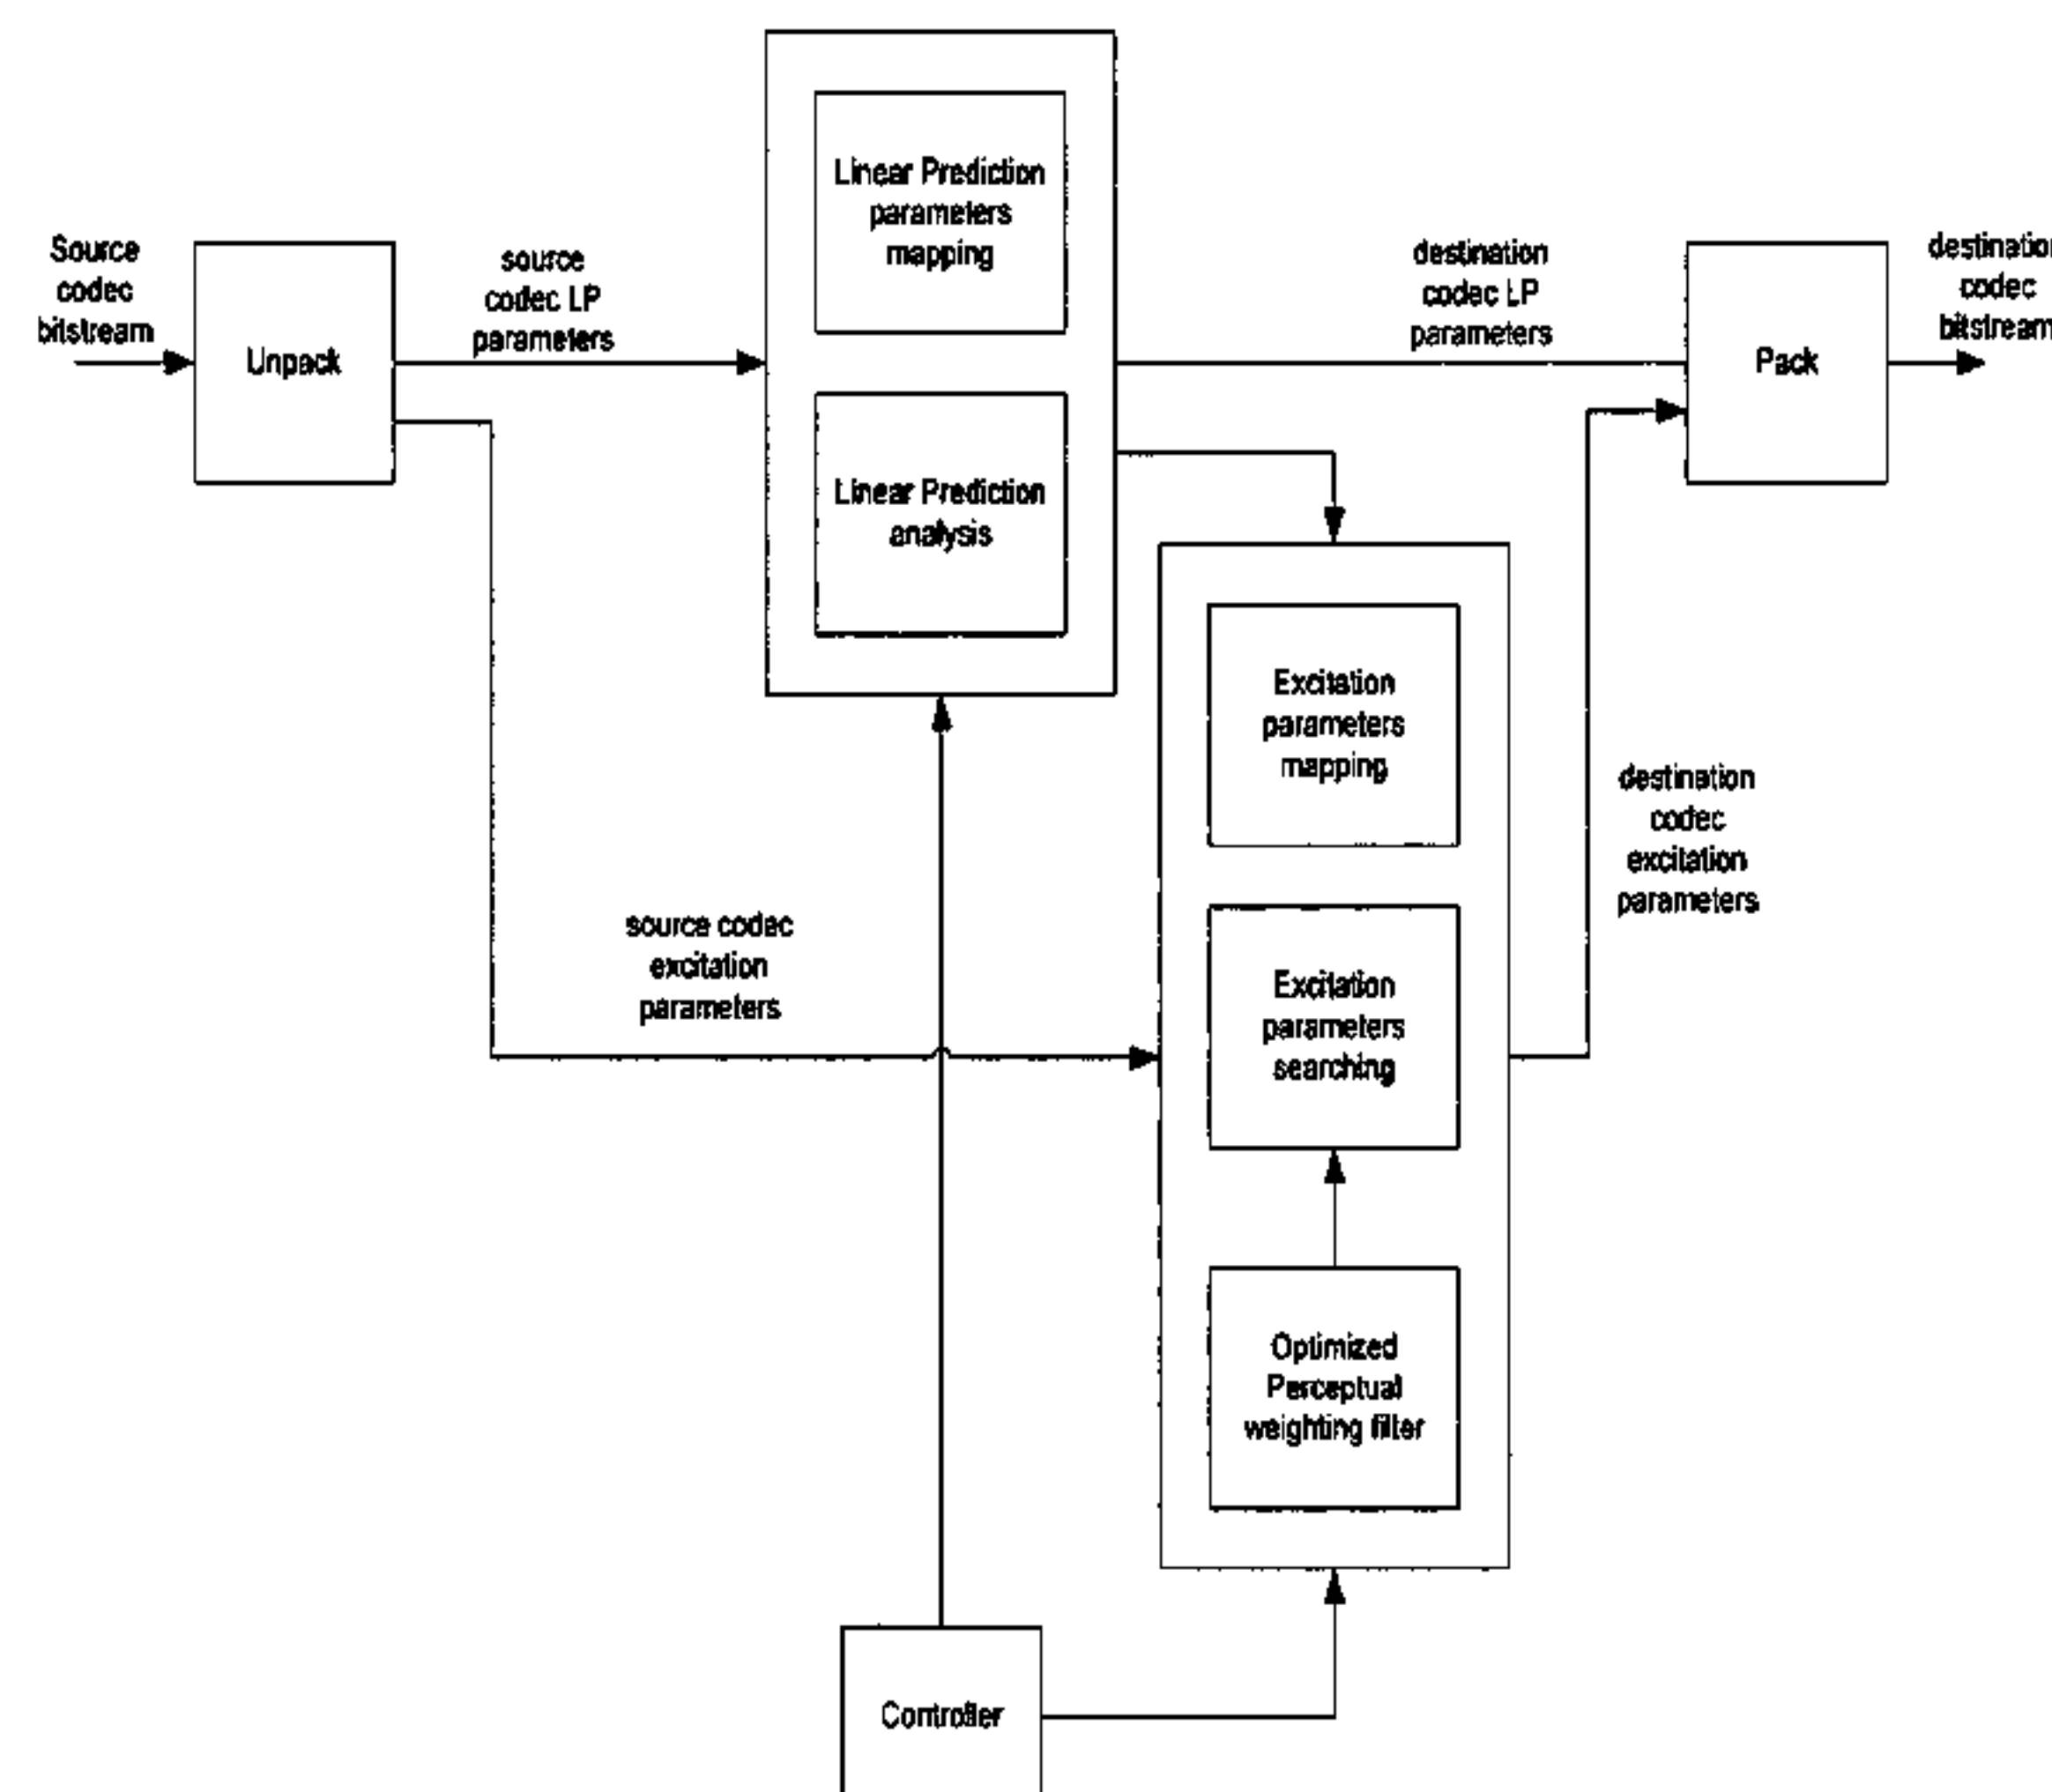 Source
codec
bitstream
Unpack
source
codec LP
parameters
Linear Prediction
parameters
mapping
Linear Prediction
analysis
destination
codec LP
parameters
Pack
destination
codec
bitstream
Excitation
parameters
mapping
destination
codec
excitation
parameters
source codec
excitation
parameters
Excitation
parameters
searching
Optimized
Perceptual
weighting filter
Controller